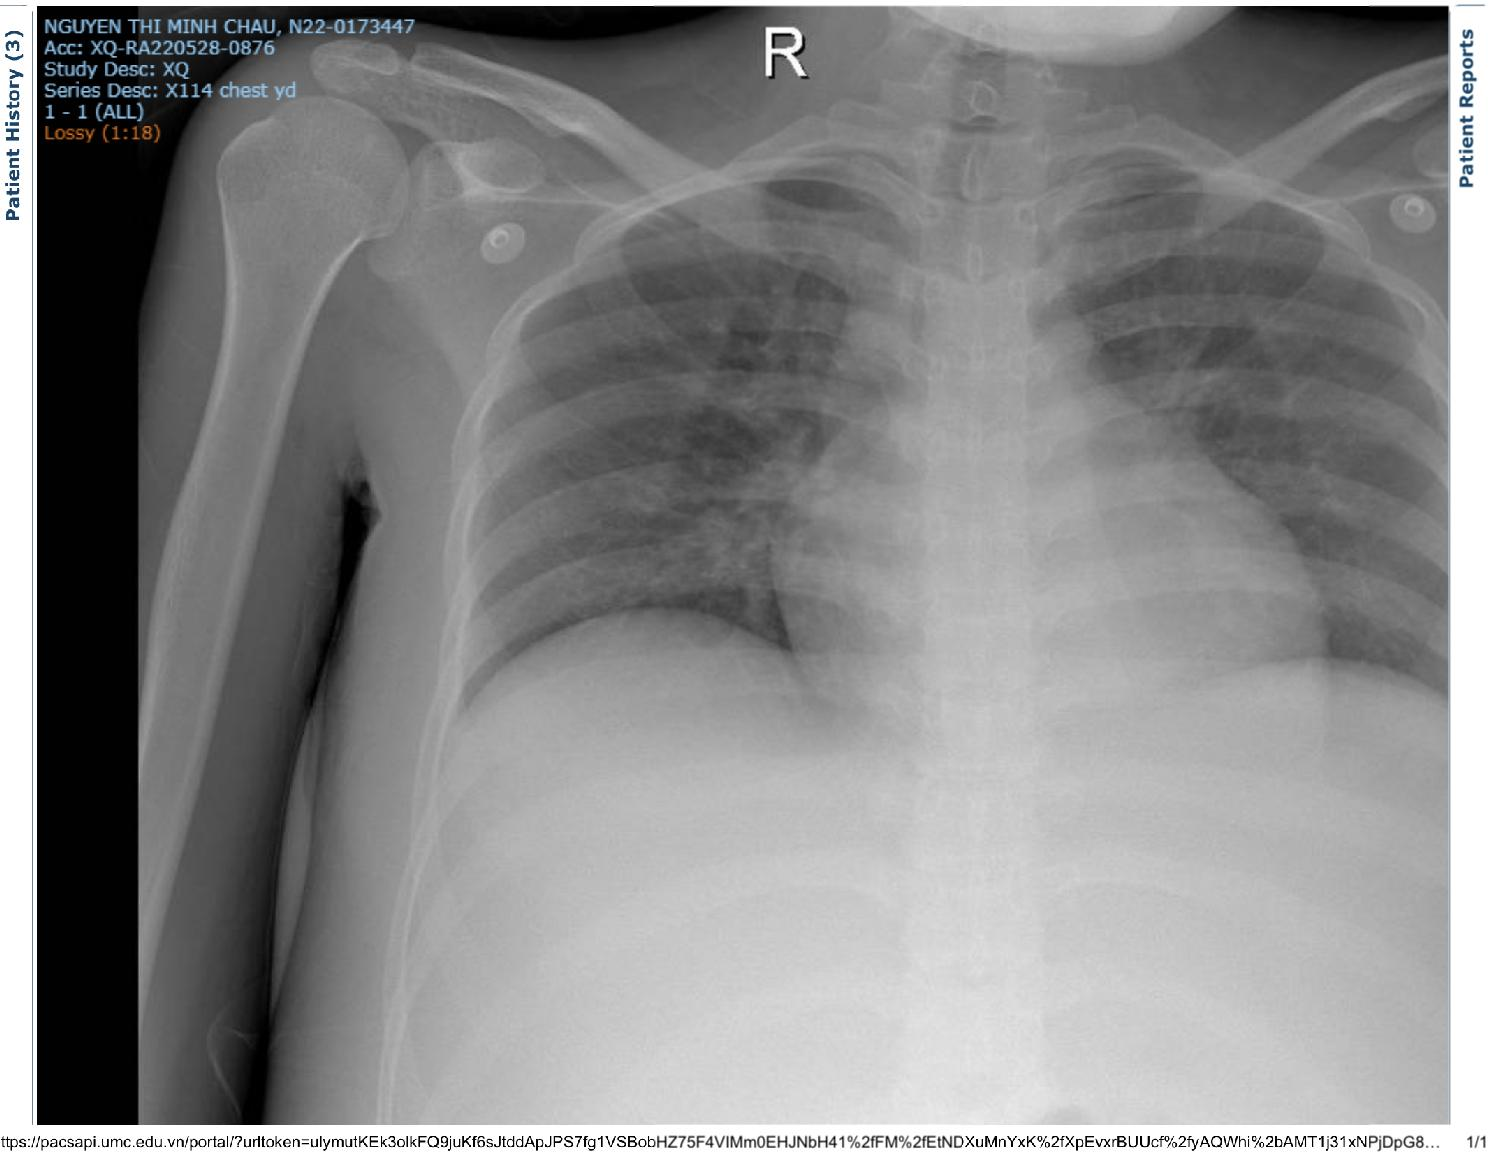 Patient History (3)
NGUYEN THI MINH CHAU, N22-0173447
Acc: XQ-RA220528-0876
Study Desc: XQ
Series Desc: X114 chest yd
1 - 1 (ALL)
Lossy (1:18)
R
Patient Reports
ttps://pacsapi.umc.edu.vn/portal/?urltoken=ulymutKEk3olkFQ9juKf6sJtddApJPS7fg1VSBobHZ75F4VIMm0EHJNbH41%2fFM%2fEtNDXuMnYxK%2fXpEvxrBUUcf%2fyAQWhi%2bAMT1j31xNPjDpG8... 1/1